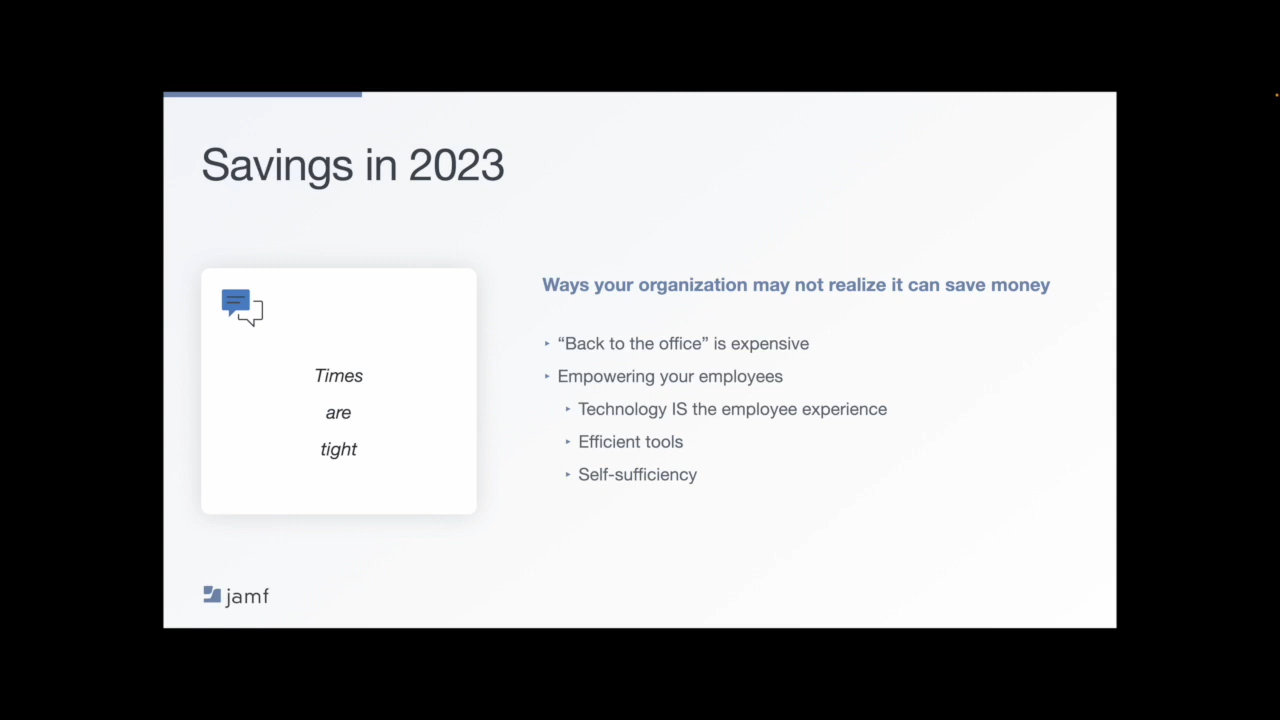 Savings in 2023
Times
are
tight
Ways your organization may not realize it can save money
‣ “Back to the office” is expensive
‣ Empowering your employees
‣ Technology IS the employee experience
‣ Efficient tools
‣ Self-sufficiency
jamf